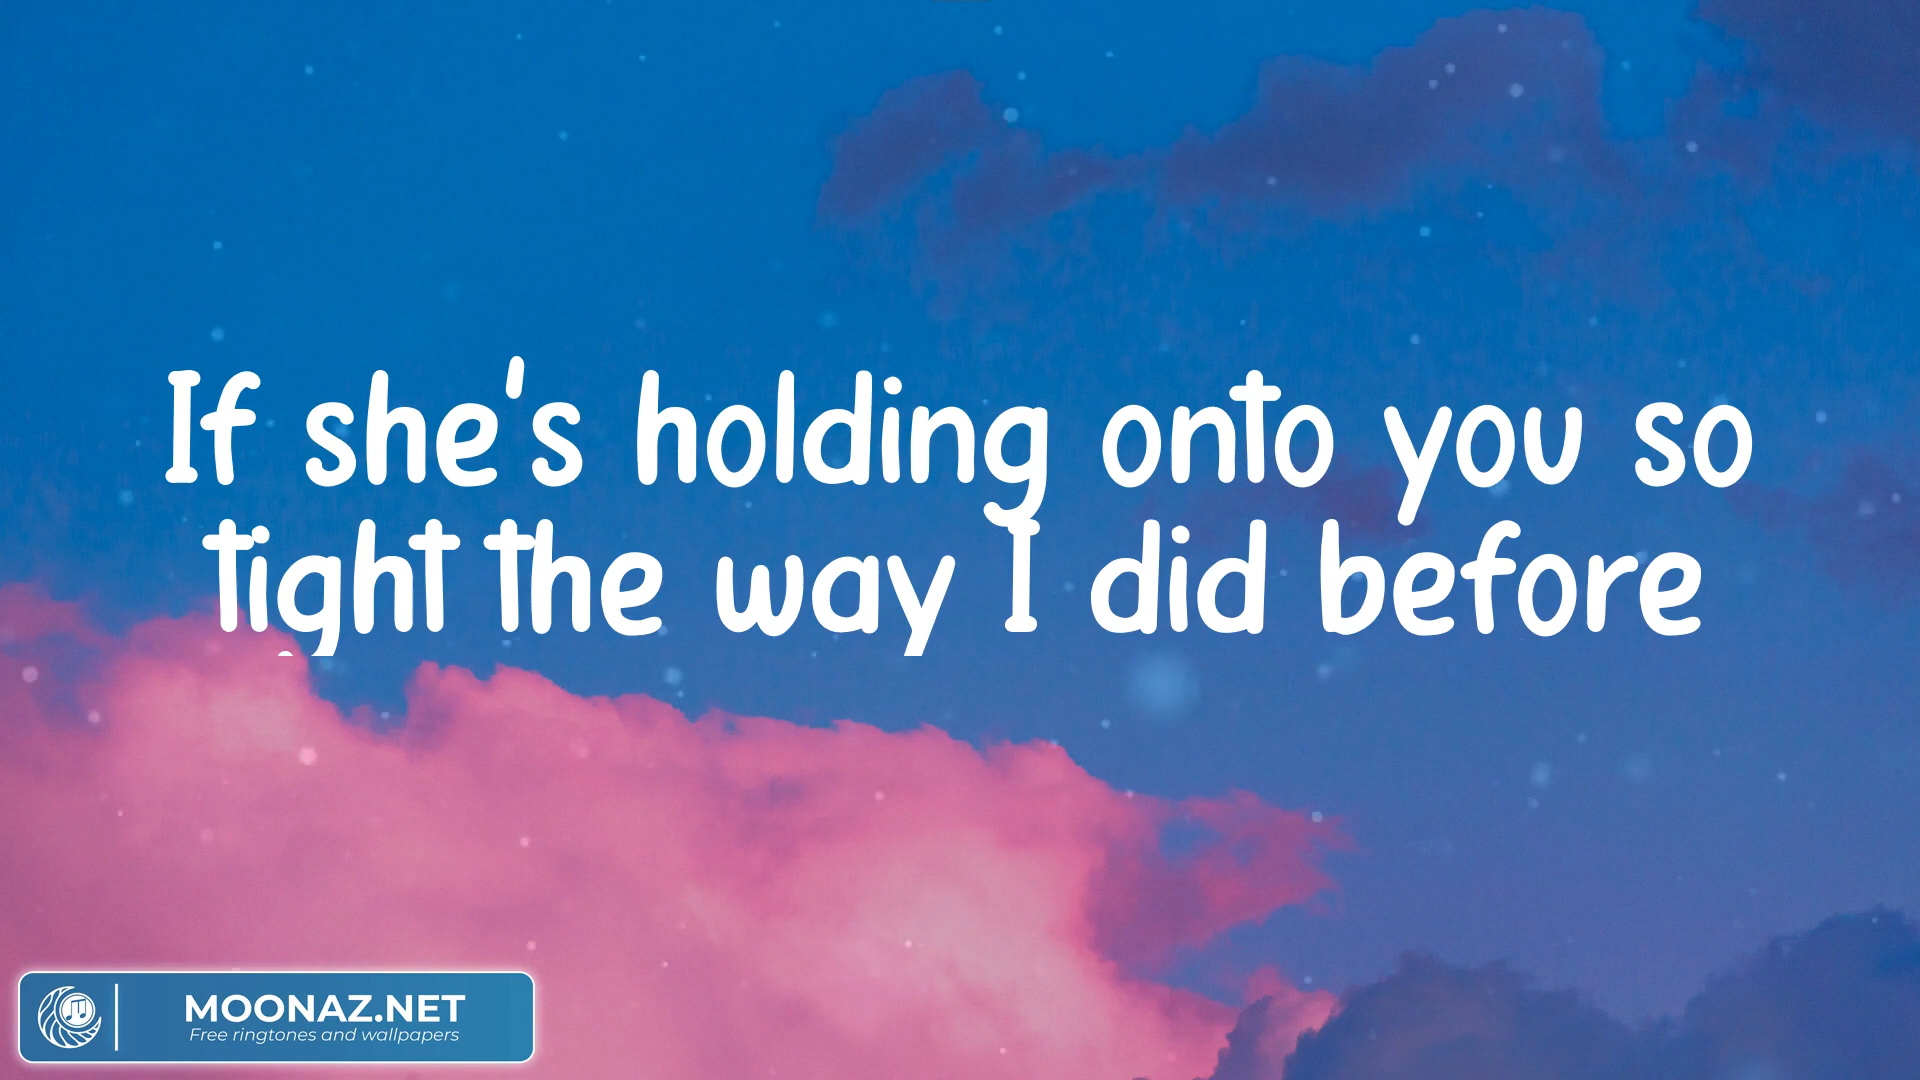 If she's holding onto you so
tight the way I did before
MOONAZ.NET
Free ringtones and wallpapers